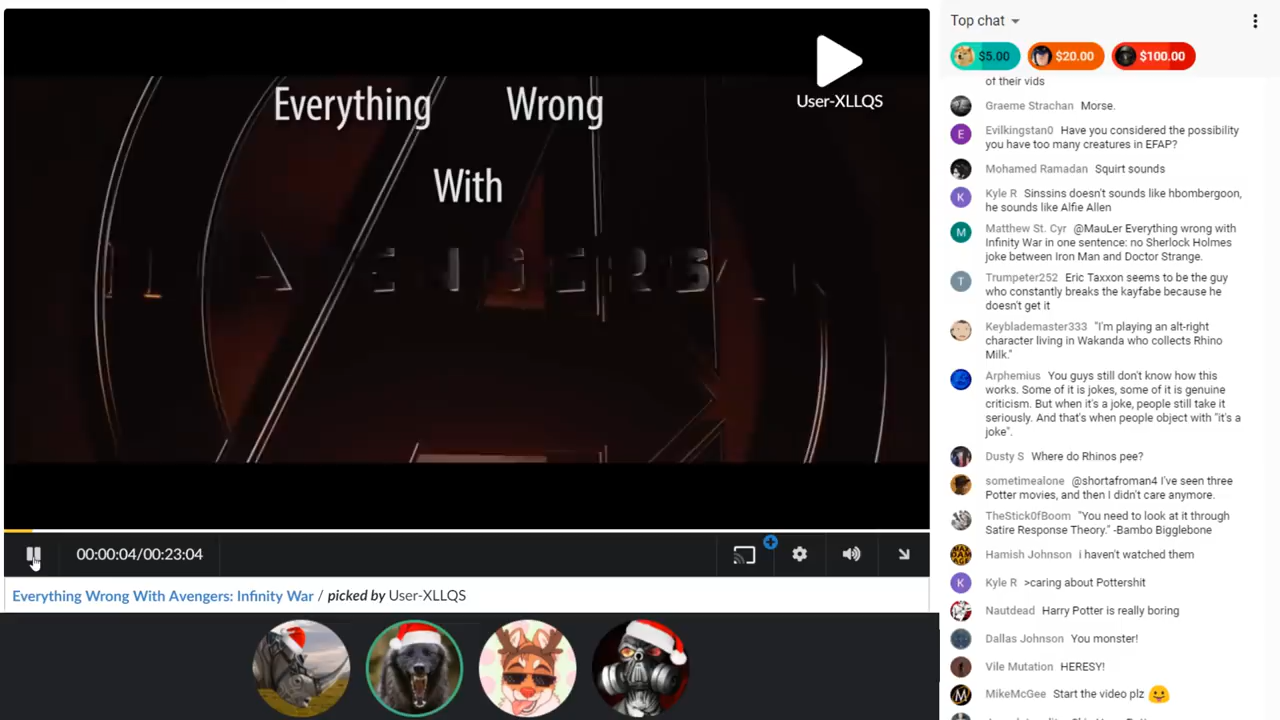 Everything Wrong
With
AVENGERS
User-XLLQS
00:00:04/00:23:04
Everything Wrong With Avengers: Infinity War / picked by User-XLLQS
Top chat
$5.00 $20.00 $100.00
of their vids
Graeme Strachan Morse.
E Evilkingstan0 Have you considered the possibility
you have too many creatures in EFAP?
Mohamed Ramadan Squirt sounds
K Kyle R Sinssins doesn't sounds like hbombergoon,
he sounds like Alfie Allen
M Matthew St. Cyr @MauLer Everything wrong with
Infinity War in one sentence: no Sherlock Holmes
joke between Iron Man and Doctor Strange.
T Trumpeter252 Eric Taxxon seems to be the guy
who constantly breaks the kayfabe because he
doesn't get it
Keyblademaster333 "I'm playing an alt-right
character living in Wakanda who collects Rhino
Milk."
Arphemius You guys still don't know how this
works. Some of it is jokes, some of it is genuine
criticism. But when it's a joke, people still take it
seriously. And that's when people object with "it's a
joke".
Dusty S Where do Rhinos pee?
sometimealone @shortafroman4 I've seen three
Potter movies, and then I didn't care anymore.
TheStick0fBoom "You need to look at it through
Satire Response Theory." -Bambo Bigglebone
Hamish Johnson i haven't watched them
K Kyle R >caring about Pottershit
Nautdead Harry Potter is really boring
Dallas Johnson You monster!
Vile Mutation HERESY!
MikeMcGee Start the video plz